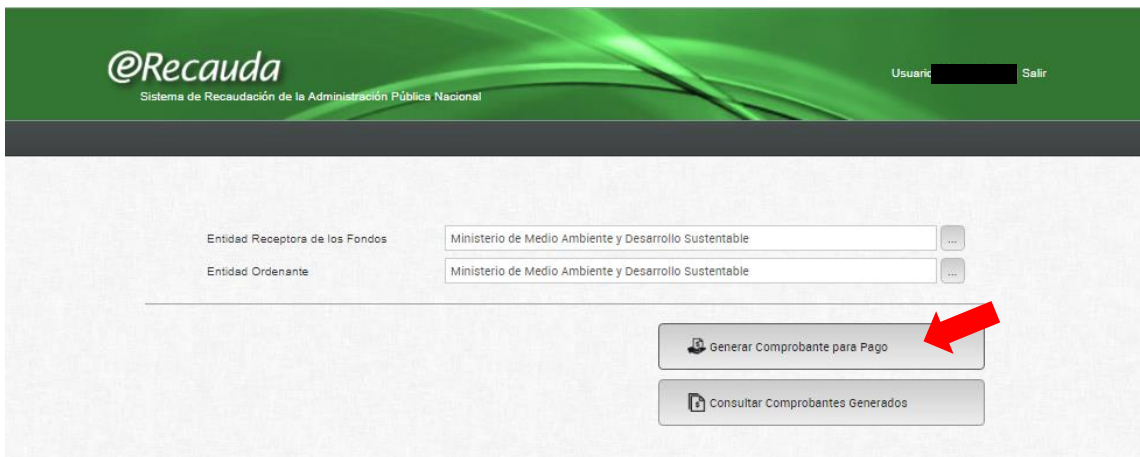 @Recauda
Sistema de Recaudación de la Administración Pública Nacional
Usuario Salir
Entidad Receptora de los Fondos Ministerio de Medio Ambiente y Desarrollo Sustentable ...
Entidad Ordenante Ministerio de Medio Ambiente y Desarrollo Sustentable ...
Generar Comprobante para Pago
Consultar Comprobantes Generados